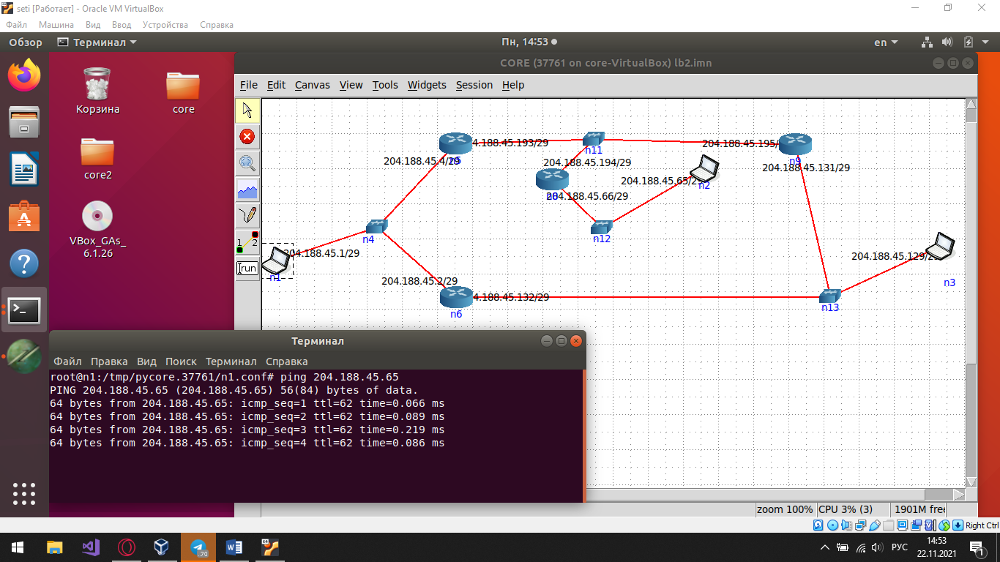 seti [Работает] - Oracle VM VirtualBox
Файл Машина Вид Ввод Устройства Справка
Обзор Терминал Пн, 14:53 en
Корзина core
core2
VBox_GAs_
6.1.26
CORE (37761 on core-VirtualBox) lb2.imn
File Edit Canvas View Tools Widgets Session Help
4.188.45.193/29
n11
204.188.45.195/
204.188.45.4/29
n5
204.188.45.194/29
n9
204.188.45.131/29
204.188.45.65/2
n2
n8
204.188.45.66/29
n4
n12
1 2
204.188.45.1/29
204.188.45.129/2
run
n1
204.188.45.2/29
n3
4.188.45.132/29
n6
n13
Терминал
Файл Правка Вид Поиск Терминал Справка
root@n1:/tmp/pycore.37761/n1.conf# ping 204.188.45.65
PING 204.188.45.65 (204.188.45.65) 56(84) bytes of data.
64 bytes from 204.188.45.65: icmp_seq=1 ttl=62 time=0.066 ms
64 bytes from 204.188.45.65: icmp_seq=2 ttl=62 time=0.089 ms
64 bytes from 204.188.45.65: icmp_seq=3 ttl=62 time=0.219 ms
64 bytes from 204.188.45.65: icmp_seq=4 ttl=62 time=0.086 ms
zoom 100% CPU 3% (3) 1901M free
Right Ctrl
.70
РУС
14:53
22.11.2021
1